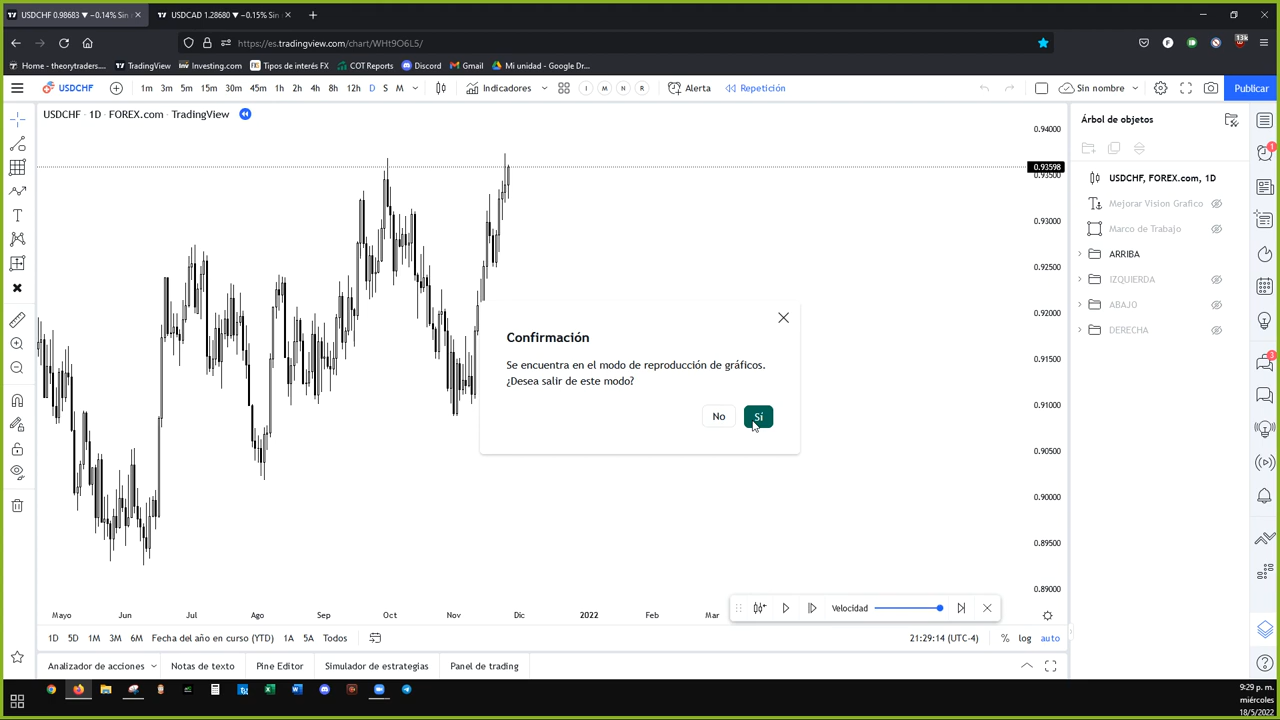 USDCHF 0.98683 ▼ −0.14% Sin
USDCAD 1.28680 ▼ −0.15% Sin
https://es.tradingview.com/chart/WHt9O6L5/
13k
Home - theorytraders....
TradingView
Investing.com
Tipos de interés FX
COT Reports
Discord
Gmail
Mi unidad - Google Dr...
USDCHF
1m 3m 5m 15m 30m 45m 1h 2h 4h 8h 12h D S M
Indicadores
I M N R
Alerta
Repetición
Sin nombre
Publicar
USDCHF · 1D · FOREX.com · TradingView
Árbol de objetos
USDCHF, FOREX.com, 1D
Mejorar Vision Grafico
Marco de Trabajo
ARRIBA
IZQUIERDA
ABAJO
DERECHA
1
3
0.94000
0.93598
0.93500
0.93000
0.92500
0.92000
0.91500
0.91000
0.90500
0.90000
0.89500
0.89000
Confirmación
Se encuentra en el modo de reproducción de gráficos.
¿Desea salir de este modo?
No
Sí
Velocidad
Mayo Jun Jul Ago Sep Oct Nov Dic 2022 Feb Mar
1D 5D 1M 3M 6M Fecha del año en curso (YTD) 1A 5A Todos
21:29:14 (UTC-4)
% log auto
Analizador de acciones
Notas de texto
Pine Editor
Simulador de estrategias
Panel de trading
9:29 p. m.
miércoles
18/5/2022